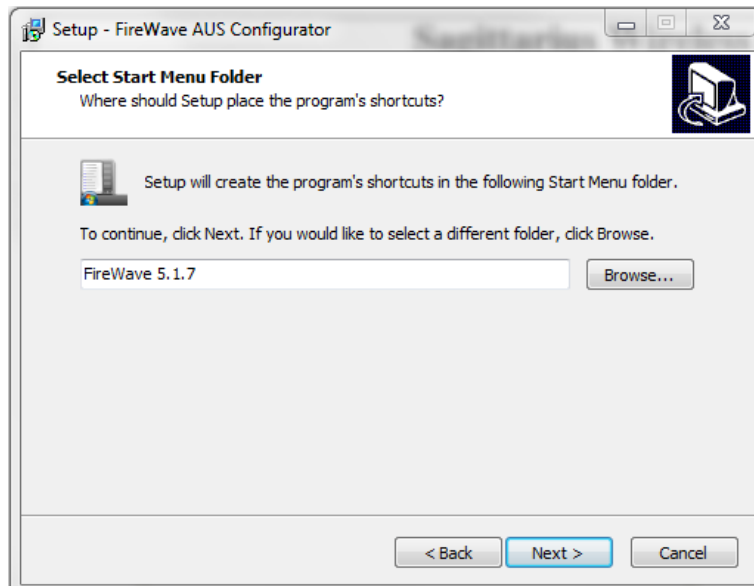 Setup - FireWave AUS Configurator
Sagittarius Wireless
Select Start Menu Folder
Where should Setup place the program's shortcuts?
Setup will create the program's shortcuts in the following Start Menu folder.
To continue, click Next. If you would like to select a different folder, click Browse.
FireWave 5.1.7
Browse...
< Back
Next >
Cancel